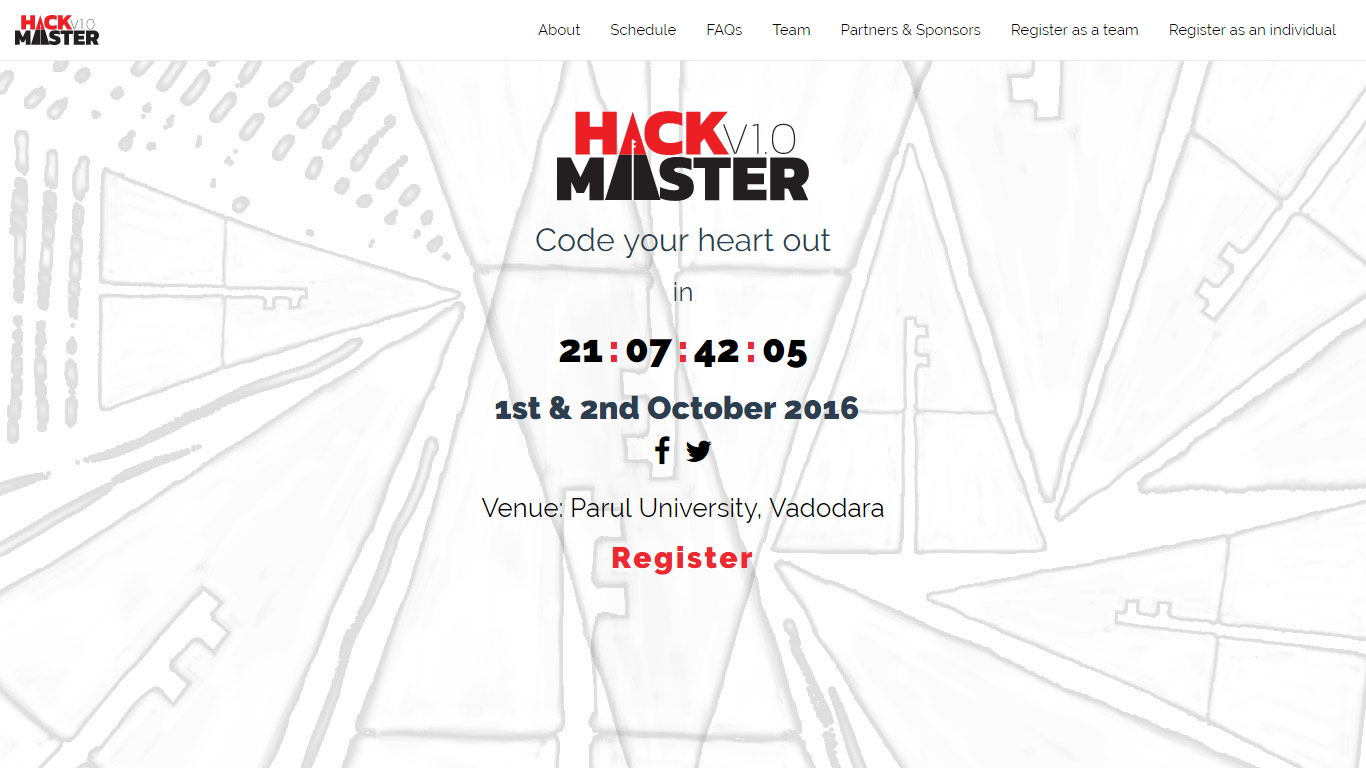 HACK V1.0
MASTER
About Schedule FAQs Team Partners & Sponsors Register as a team Register as an individual
HACK V1.0
MASTER
Code your heart out
in
21 : 07 : 42 : 05
1st & 2nd October 2016
Venue: Parul University, Vadodara
Register